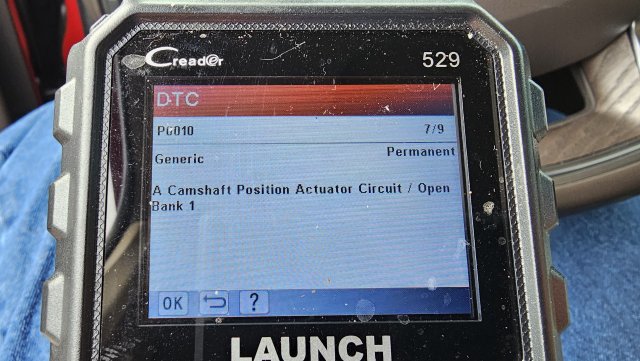 Creader
529
DTC
P0010 7/9
Generic Permanent
A Camshaft Position Actuator Circuit / Open
Bank 1
OK ?
LAUNCH